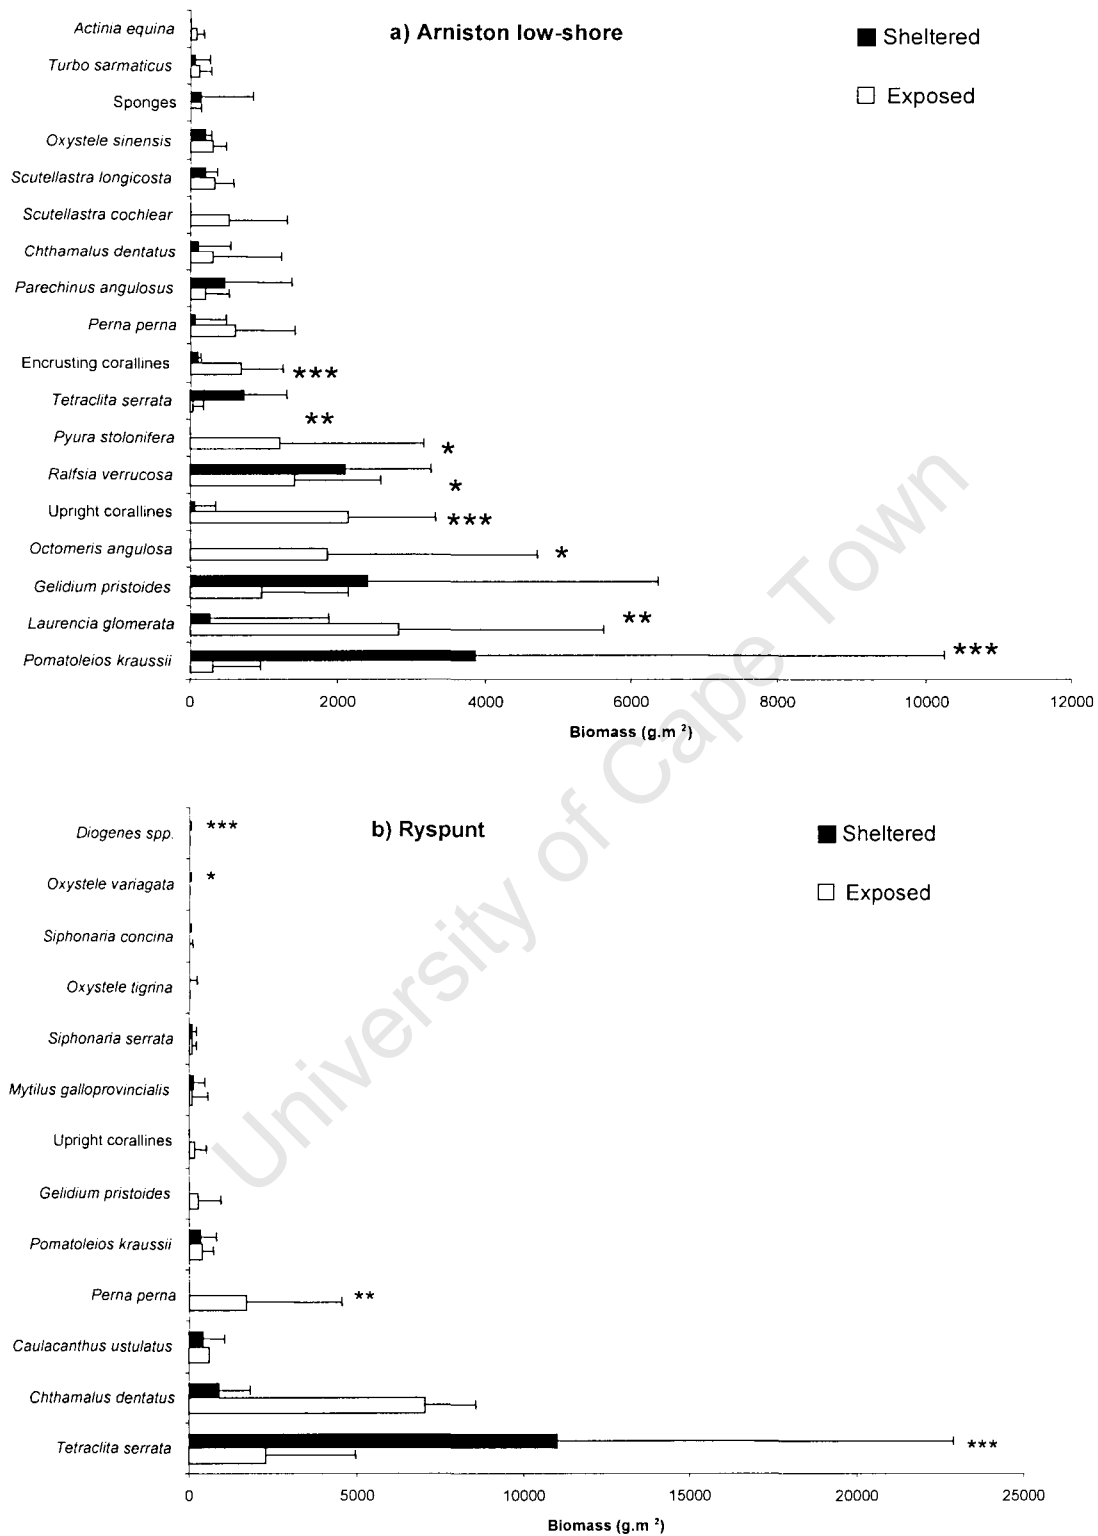 a) Arniston low-shore
Sheltered
Exposed
Actinia equina
Turbo sarmaticus
Sponges
Oxystele sinensis
Scutellastra longicosta
Scutellastra cochlear
Chthamalus dentatus
Parechinus angulosus
Perna perna
Encrusting corallines
***
Tetraclita serrata
**
Pyura stolonifera
*
Ralfsia verrucosa
*
Upright corallines
***
Octomeris angulosa
*
Gelidium pristoides
Laurencia glomerata
**
Pomatoleios kraussii
***
0 2000 4000 6000 8000 10000 12000
Biomass (g.m ²)
b) Ryspunt
Sheltered
Exposed
Diogenes spp.
***
Oxystele variagata
*
Siphonaria concina
Oxystele tigrina
Siphonaria serrata
Mytilus galloprovincialis
Upright corallines
Gelidium pristoides
Pomatoleios kraussii
Perna perna
**
Caulacanthus ustulatus
Chthamalus dentatus
Tetraclita serrata
***
0 5000 10000 15000 20000 25000
Biomass (g.m ²)
University of Cape Town